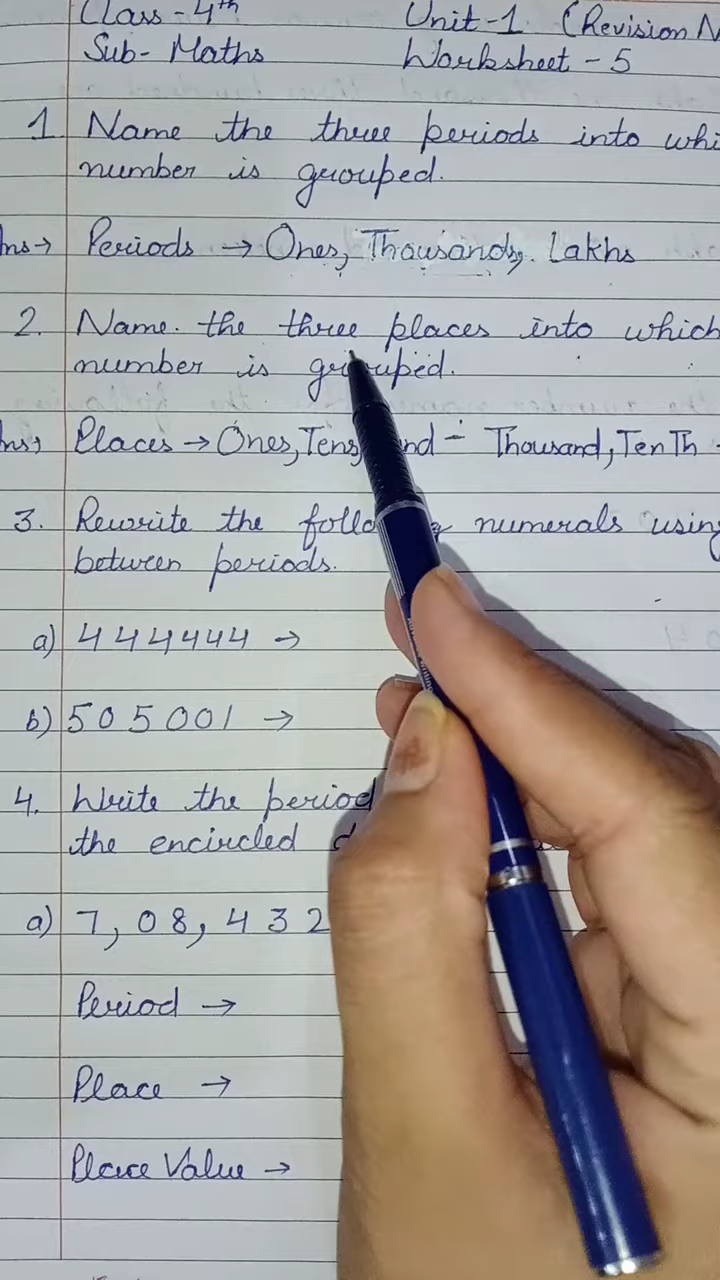 Class - 4th Unit-1 (Revision
Sub- Maths Worksheet - 5
1 Name the three periods into
number is grouped.
Ans → Periods → Ones, Thousands, Lakhs
2. Name the three places into which
number is grouped.
Ans → Places → Ones, Tens, - Thousand, Ten Th
3. Rewrite the numerals using
between periods.
a) 444444 →
b) 505001 →
4. Write the period
the encircled
a) 7,08,432
Period →
Place →
Place Value →